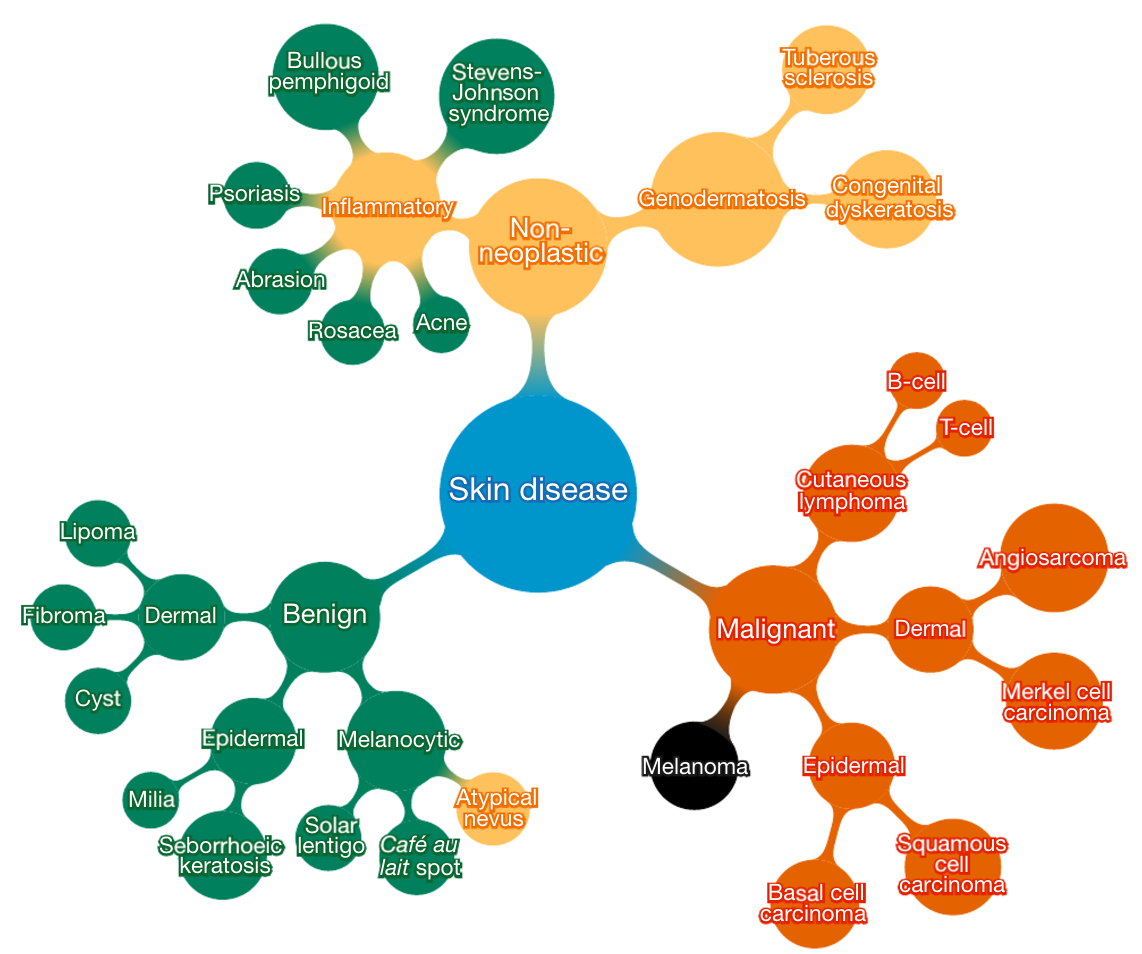 Bullous
pemphigoid
Stevens-
Johnson
syndrome
Psoriasis
Inflammatory
Abrasion
Rosacea
Acne
Non-
neoplastic
Genodermatosis
Tuberous
sclerosis
Congenital
dyskeratosis
Skin disease
B-cell
T-cell
Cutaneous
lymphoma
Angiosarcoma
Malignant
Dermal
Merkel cell
carcinoma
Melanoma
Epidermal
Squamous
cell
carcinoma
Basal cell
carcinoma
Lipoma
Fibroma
Dermal
Benign
Cyst
Epidermal
Melanocytic
Milia
Seborrhoeic
keratosis
Solar
lentigo
Café au
lait spot
Atypical
nevus